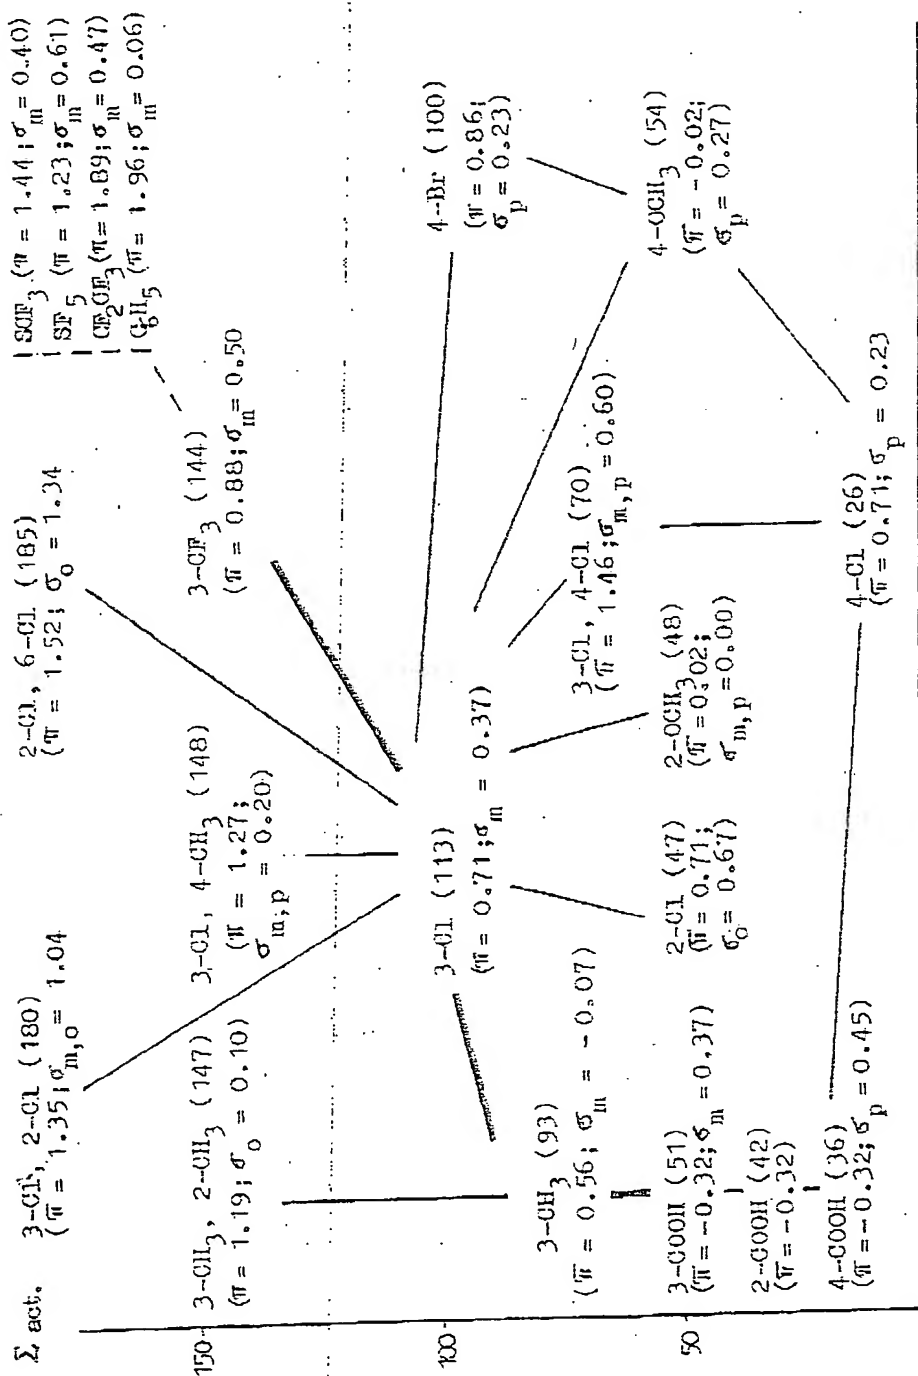 Σ act.
3-Cl, 2-Cl (180)
(π = 1.35; σm,o = 1.04
2-Cl, 6-Cl (185)
(π = 1.52; σo = 1.34
| SCF3 (π = 1.44; σm = 0.40)
| SF5 (π = 1.23; σm = 0.61)
| CF2CF3 (π = 1.89; σm = 0.47)
| C6H5 (π = 1.96; σm = 0.06)
150
3-CH3, 2-CH3 (147)
(π = 1.19; σo = 0.10)
3-Cl, 4-CH3 (148)
(π = 1.27;
σm;p = 0.20)
3-CF3 (144)
(π = 0.88; σm = 0.50
100
3-Cl (113)
(π = 0.71; σm = 0.37)
4-Br (100)
(π = 0.86;
σp = 0.23)
3-CH3 (93)
(π = 0.56; σm = -0.07)
3-Cl, 4-Cl (70)
(π = 1.46; σm,p = 0.60)
4-OCH3 (54)
(π = -0.02;
σp = 0.27)
50
3-COOH (51)
(π = -0.32; σm = 0.37)
2-Cl (47)
(π = 0.71;
σo = 0.67)
2-OCH3 (48)
(π = 0.02;
σm,p = 0.00)
2-COOH (42)
(π = -0.32)
4-COOH (36)
(π = -0.32; σp = 0.45)
4-Cl (26)
(π = 0.71; σp = 0.23